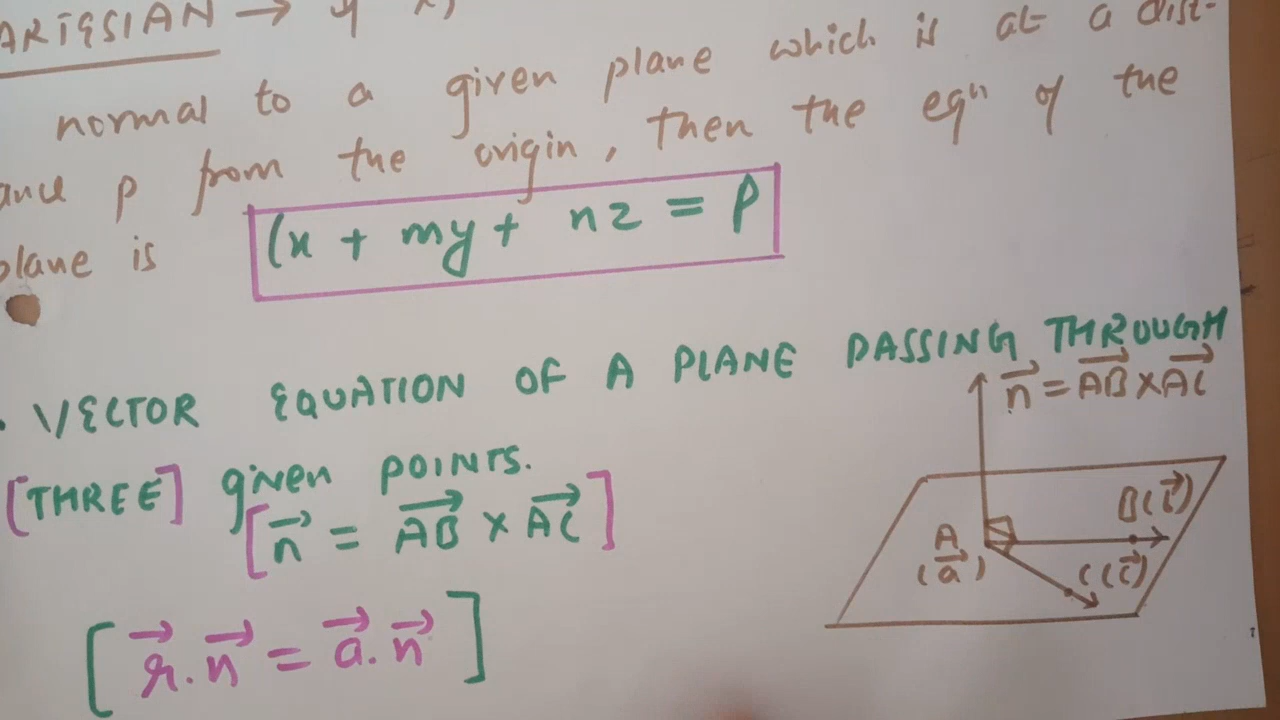 ARTESIAN →
normal to a given plane which is at a dist-
ance p from the origin, then the eqn of the
plane is lx + my + nz = p
. VECTOR EQUATION OF A PLANE PASSING THROUGH
[THREE] given POINTS.
[n⃗ = AB⃗ × AC⃗]
[r⃗.n⃗ = a⃗.n⃗]
n⃗ = AB⃗ × AC⃗
A
(a⃗)
B(b⃗)
C(c⃗)